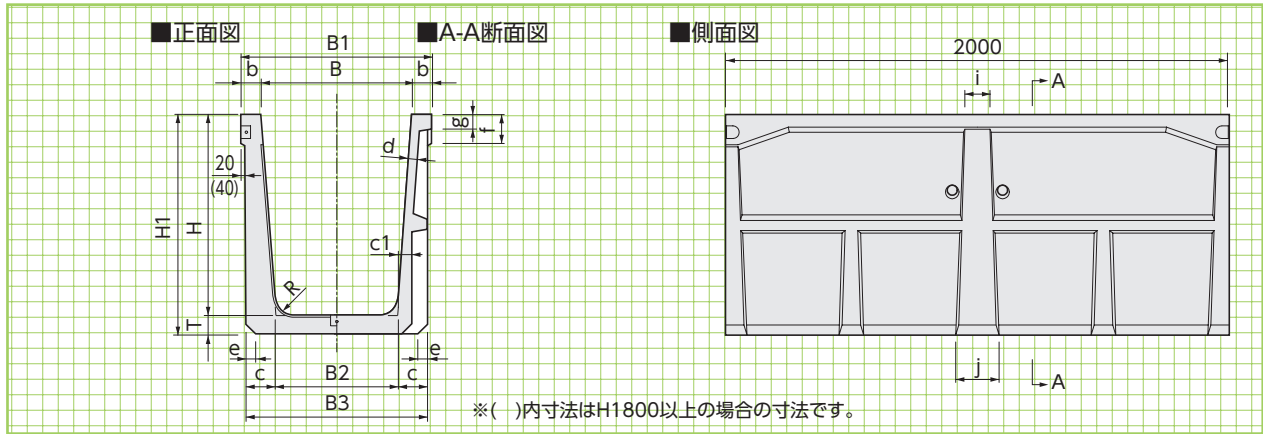 ■正面図
■A-A断面図
■側面図
B1
b
B
b
2000
i
A
g
f
d
20
(40)
H1
H
c1
R
T
e
e
c
B2
c
j
A
B3
※( )内寸法はH1800以上の場合の寸法です。